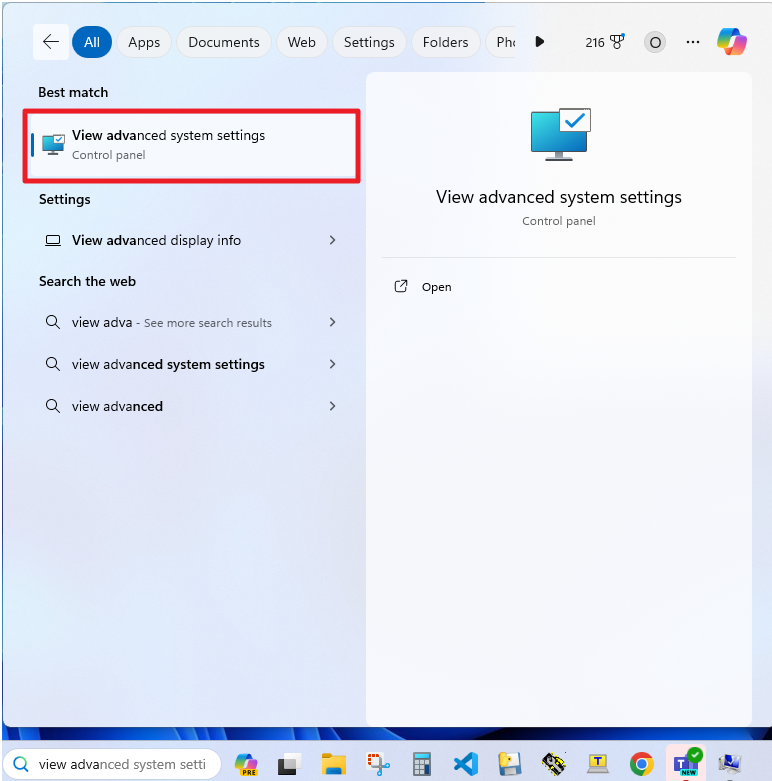 All Apps Documents Web Settings Folders Pho 216 O
Best match
View advanced system settings
Control panel
Settings
View advanced display info
Search the web
view adva - See more search results
view advanced system settings
view advanced
View advanced system settings
Control panel
Open
view advanced system setti
PRE
T
T
NEW